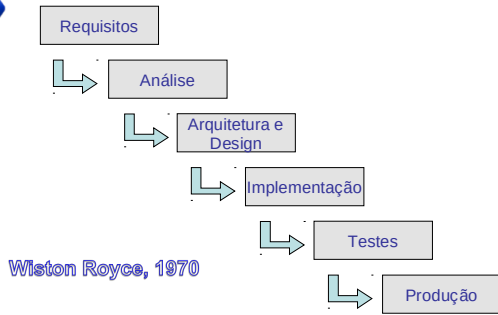 Requisitos
Análise
Arquitetura e
Design
Implementação
Testes
Wiston Royce, 1970
Produção